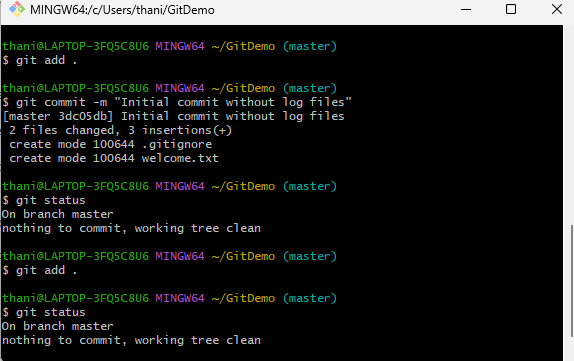 MINGW64:/c/Users/thani/GitDemo
thani@LAPTOP-3FQ5C8U6 MINGW64 ~/GitDemo (master)
$ git add .
thani@LAPTOP-3FQ5C8U6 MINGW64 ~/GitDemo (master)
$ git commit -m "Initial commit without log files"
[master 3dc05db] Initial commit without log files
 2 files changed, 3 insertions(+)
 create mode 100644 .gitignore
 create mode 100644 welcome.txt
thani@LAPTOP-3FQ5C8U6 MINGW64 ~/GitDemo (master)
$ git status
On branch master
nothing to commit, working tree clean
thani@LAPTOP-3FQ5C8U6 MINGW64 ~/GitDemo (master)
$ git add .
thani@LAPTOP-3FQ5C8U6 MINGW64 ~/GitDemo (master)
$ git status
On branch master
nothing to commit, working tree clean